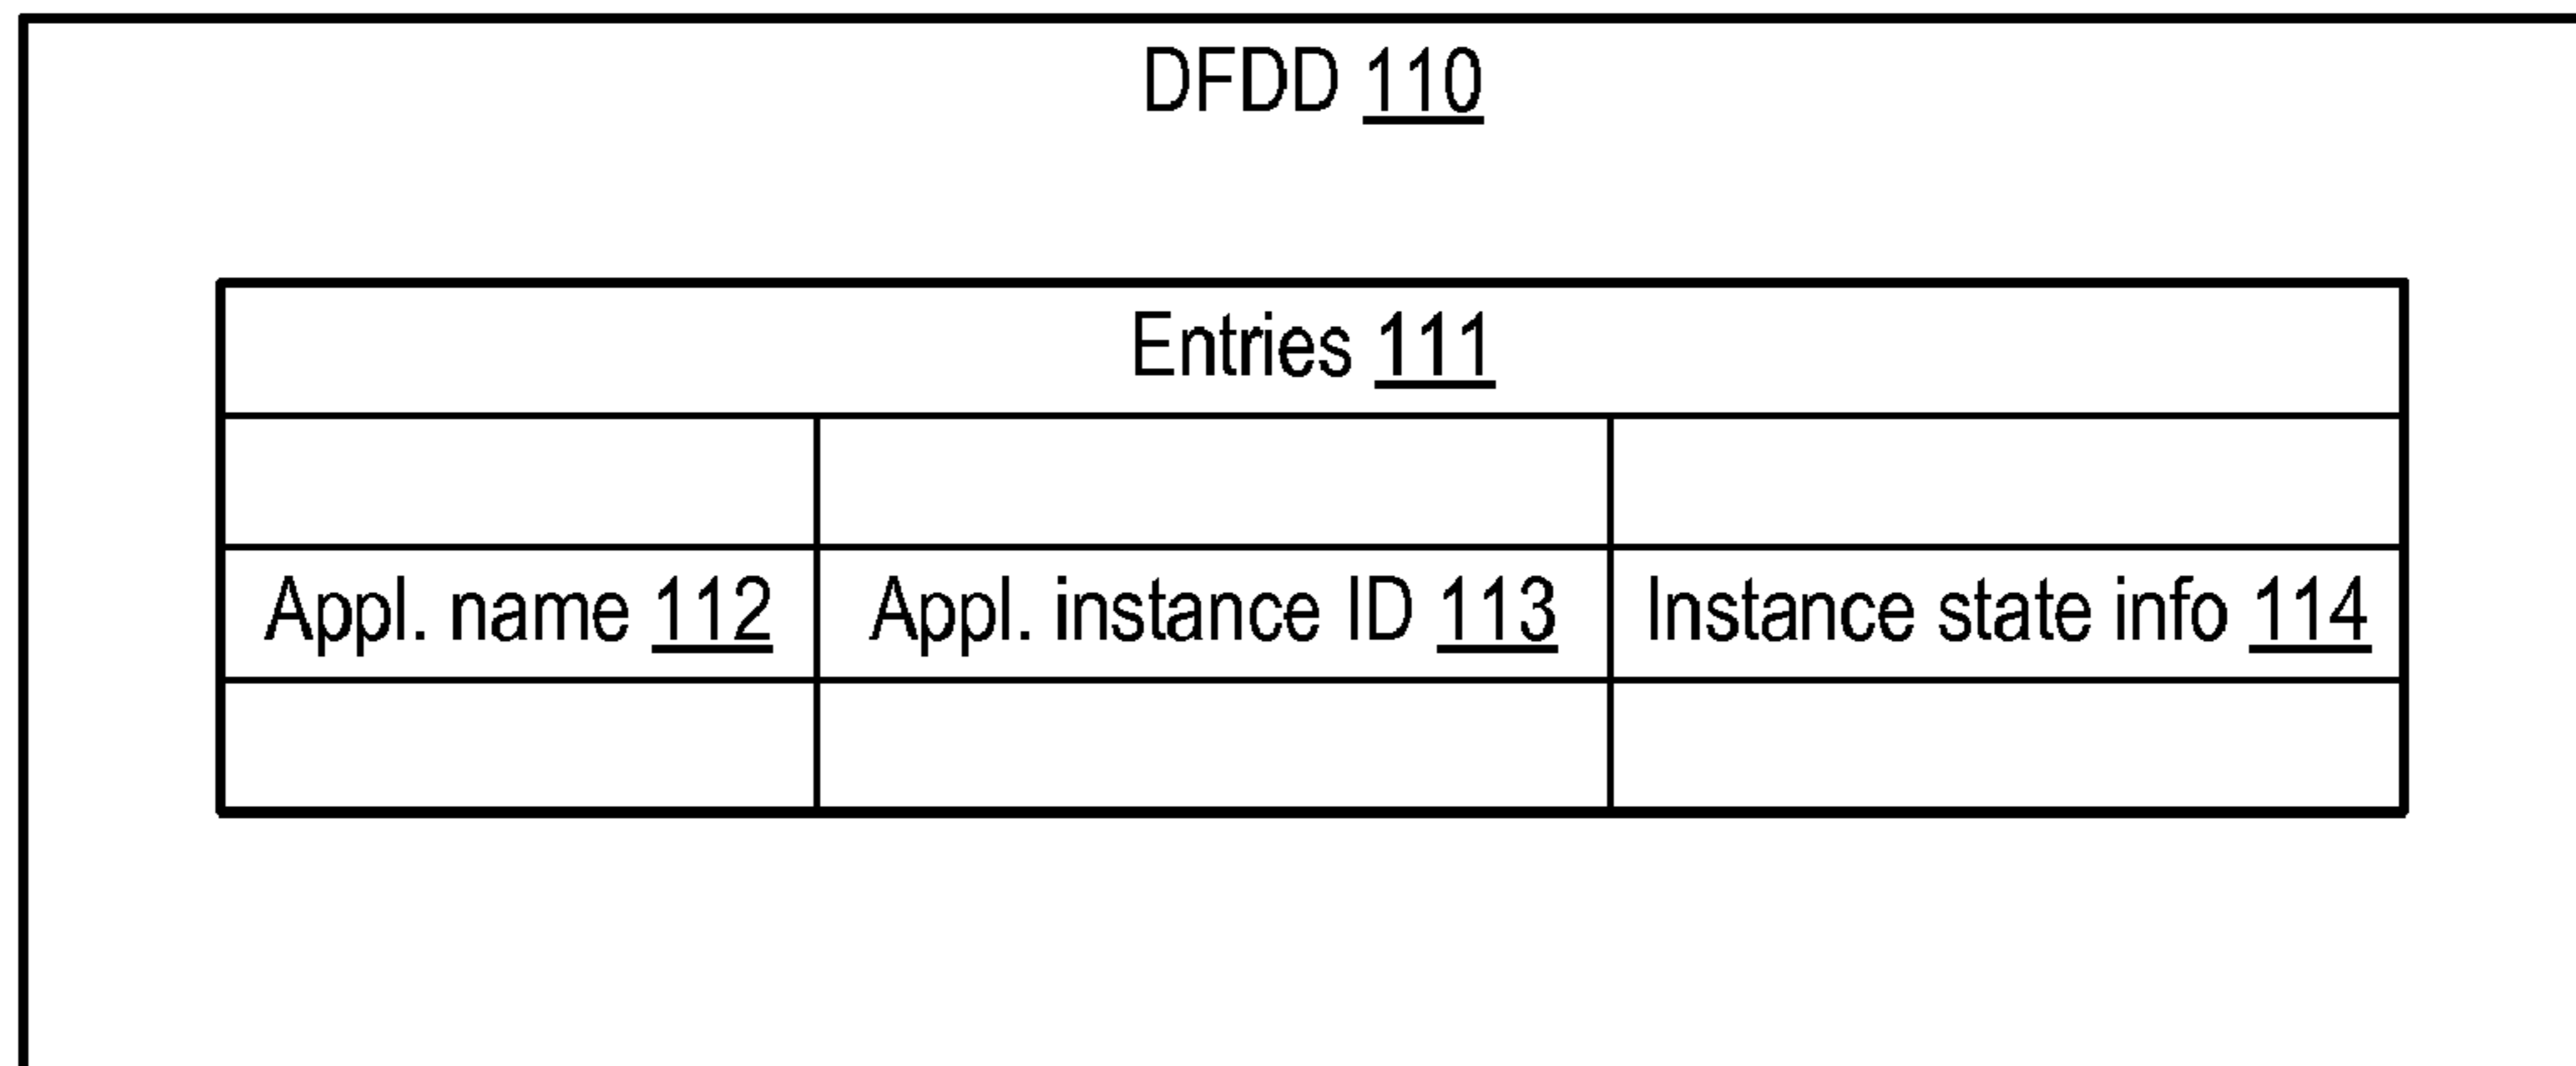 DFDD 110
Entries 111
Appl. name 112 Appl. instance ID 113 Instance state info 114